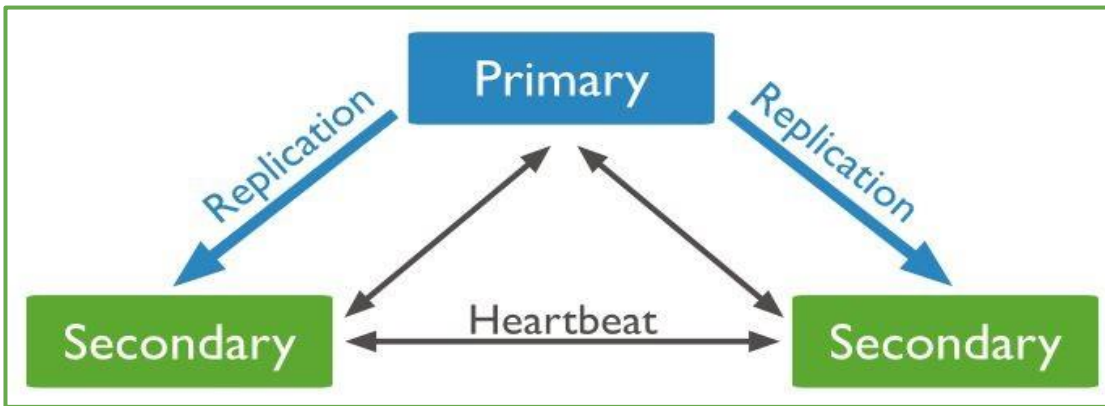 Primary
Replication
Replication
Heartbeat
Secondary
Secondary